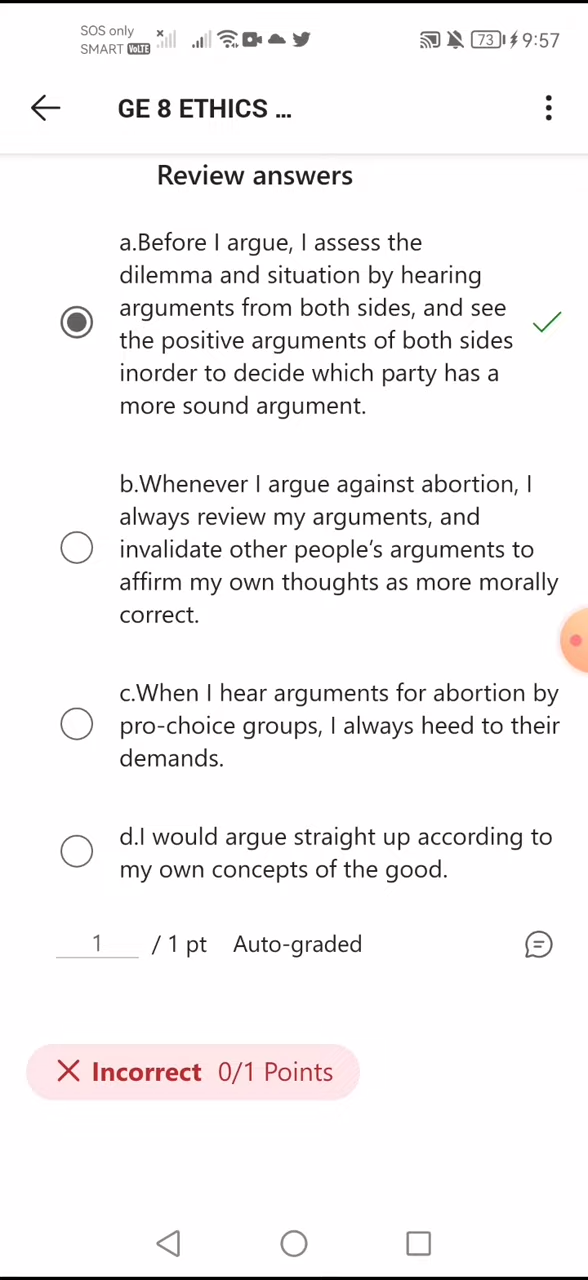 SOS only
SMART VoLTE
73
9:57
GE 8 ETHICS ...
Review answers
a.Before I argue, I assess the
dilemma and situation by hearing
arguments from both sides, and see
the positive arguments of both sides
inorder to decide which party has a
more sound argument.
b.Whenever I argue against abortion, I
always review my arguments, and
invalidate other people's arguments to
affirm my own thoughts as more morally
correct.
c.When I hear arguments for abortion by
pro-choice groups, I always heed to their
demands.
d.I would argue straight up according to
my own concepts of the good.
1 / 1 pt Auto-graded
Incorrect 0/1 Points